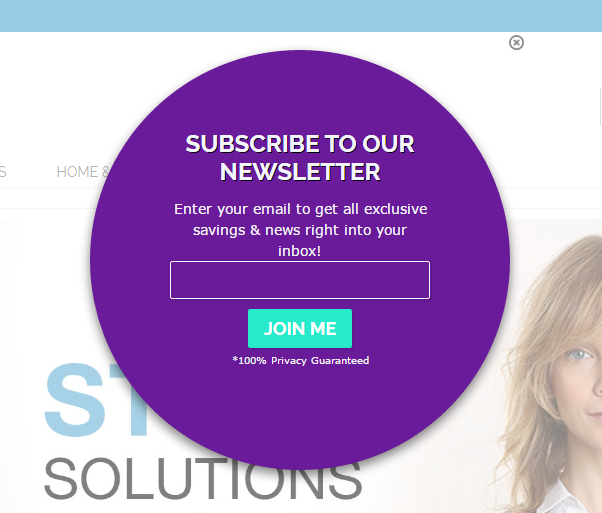 SUBSCRIBE TO OUR
NEWSLETTER
HOME &
Enter your email to get all exclusive
savings & news right into your
inbox!
JOIN ME
*100% Privacy Guaranteed
SOLUTIONS